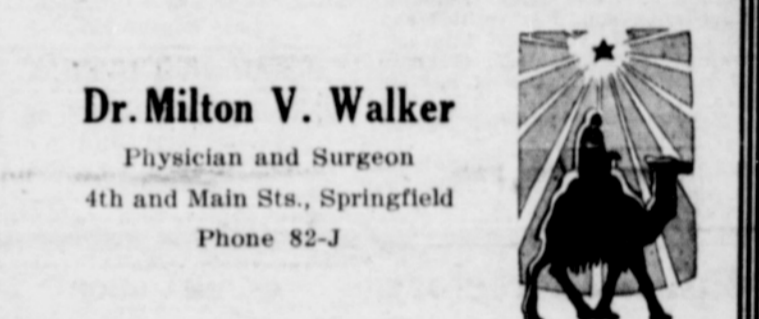 Dr. Milton V. Walker
Physician and Surgeon
4th and Main Sts., Springfield
Phone 82-J